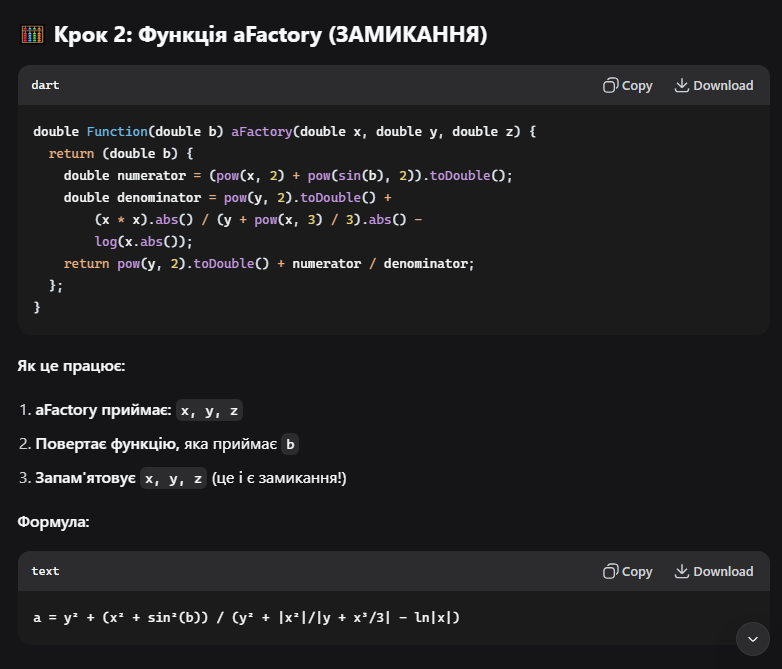 🧮 Крок 2: Функція aFactory (ЗАМИКАННЯ)
dart Copy Download
double Function(double b) aFactory(double x, double y, double z) {
  return (double b) {
    double numerator = (pow(x, 2) + pow(sin(b), 2)).toDouble();
    double denominator = pow(y, 2).toDouble() +
        (x * x).abs() / (y + pow(x, 3) / 3).abs() -
        log(x.abs());
    return pow(y, 2).toDouble() + numerator / denominator;
  };
}
Як це працює:
1. aFactory приймає: x, y, z
2. Повертає функцію, яка приймає b
3. Запам'ятовує x, y, z (це і є замикання!)
Формула:
text Copy Download
a = y² + (x² + sin²(b)) / (y² + |x²|/|y + x³/3| - ln|x|)